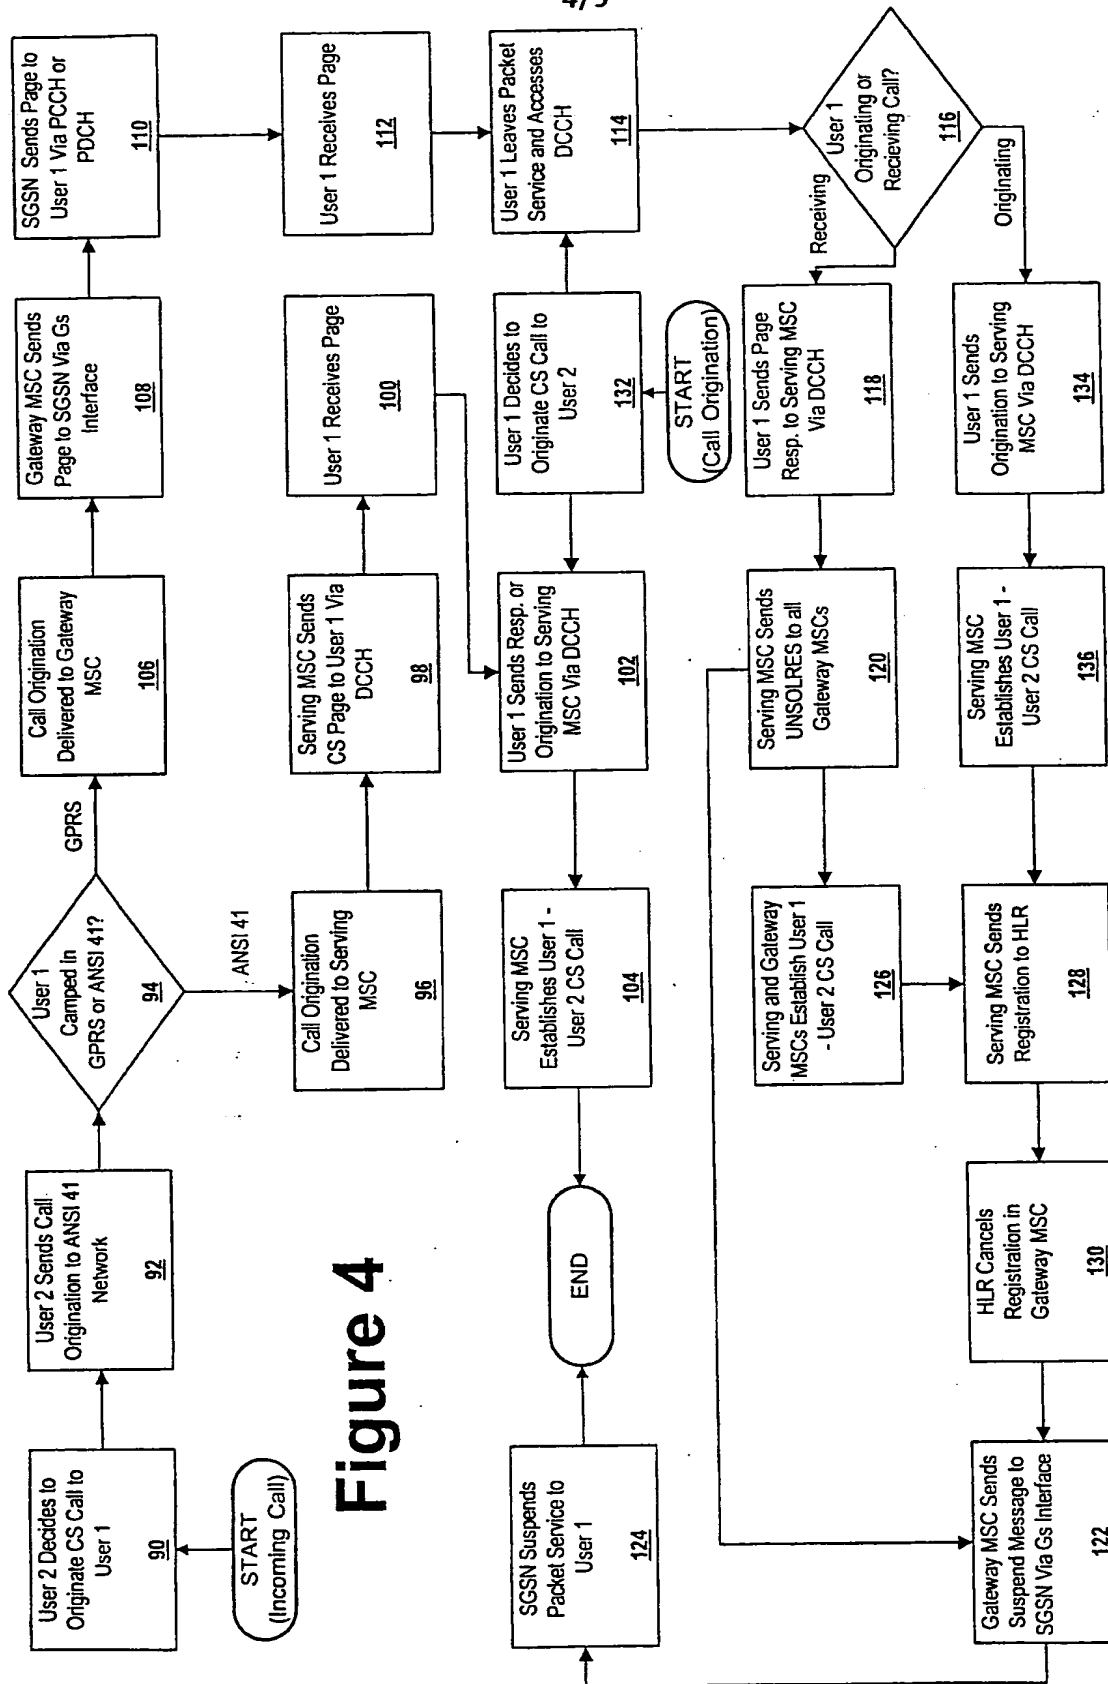 4/5
User 2 Decides to
Originate CS Call to
User 1
90
START
(Incoming Call)
User 2 Sends Call
Origination to ANSI 41
Network
92
User 1
Camped In
GPRS or ANSI 41?
94
GPRS
ANSI 41
Call Origination
Delivered to Serving
MSC
96
Serving MSC Sends
CS Page to User 1 Via
DCCH
98
User 1 Receives Page
100
Call Origination
Delivered to Gateway
MSC
106
Gateway MSC Sends
Page to SGSN Via Gs
Interface
108
SGSN Sends Page to
User 1 Via PCCH or
PDCH
110
User 1 Receives Page
112
User 1 Leaves Packet
Service and Accesses
DCCH
114
User 1 Decides to
Originate CS Call to
User 2
132
START
(Call Origination)
User 1 Sends Resp. or
Origination to Serving
MSC Via DCCH
102
Serving MSC
Establishes User 1 -
User 2 CS Call
104
END
SGSN Suspends
Packet Service to
User 1
124
User 1
Originating or
Recieving Call?
116
Receiving
Originating
User 1 Sends Page
Resp. to Serving MSC
Via DCCH
118
Serving MSC Sends
UNSOLRES to all
Gateway MSCs
120
Serving and Gateway
MSCs Establish User 1
- User 2 CS Call
126
User 1 Sends
Origination to Serving
MSC Via DCCH
134
Serving MSC
Establishes User 1 -
User 2 CS Call
136
Serving MSC Sends
Registration to HLR
128
HLR Cancels
Registration in
Gateway MSC
130
Gateway MSC Sends
Suspend Message to
SGSN Via Gs Interface
122
Figure 4